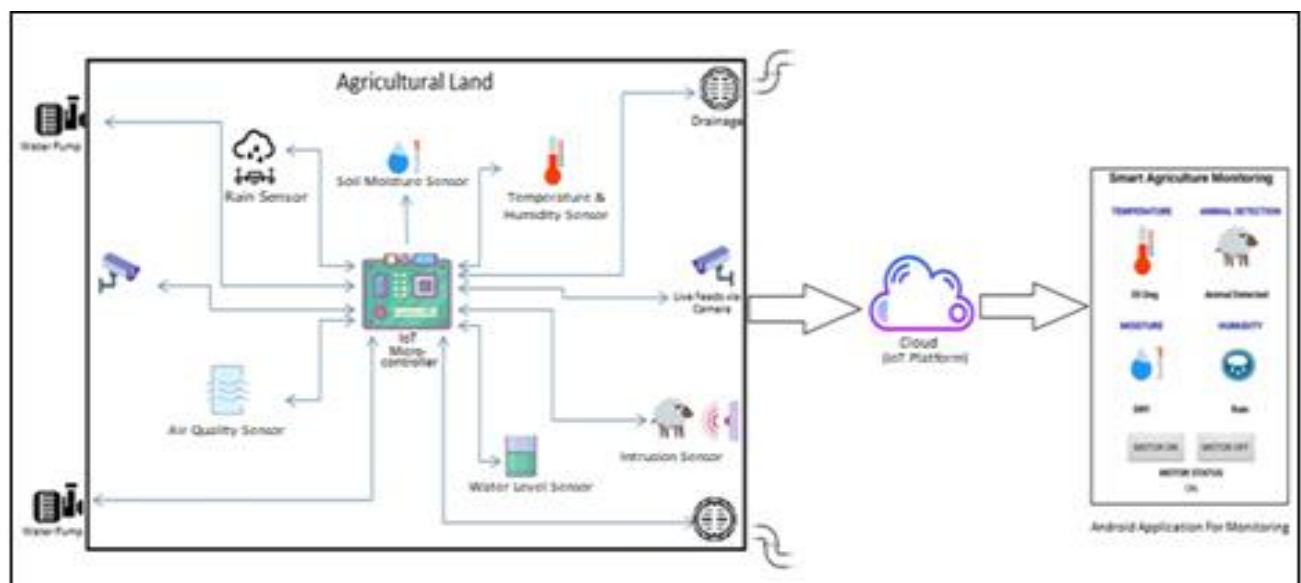 Agricultural Land
Water Pump
Rain Sensor
Soil Moisture Sensor
Temperature &
Humidity Sensor
Drainage
Live Feeds via
Camera
IoT
Micro-
controller
Air Quality Sensor
Water Level Sensor
Intrusion Sensor
Water Pump
Cloud
(IoT Platform)
Smart Agriculture Monitoring
TEMPERATURE
ANIMAL DETECTION
Animal Detected
MOISTURE
HUMIDITY
DRY
Rain
MOTOR ON
MOTOR OFF
MOTOR STATUS
ON
Android Application For Monitoring